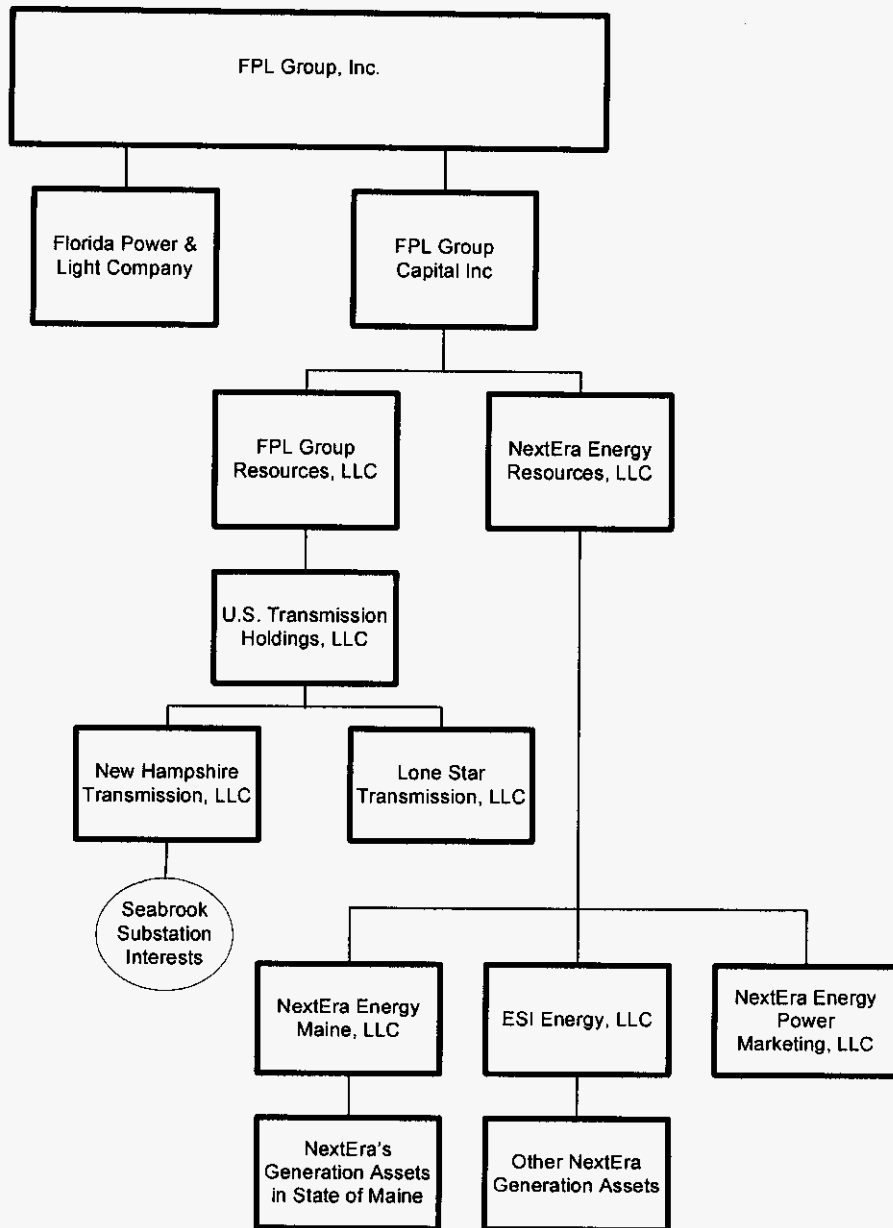 FPL Group, Inc.
Florida Power &
Light Company
FPL Group
Capital Inc
FPL Group
Resources, LLC
NextEra Energy
Resources, LLC
U.S. Transmission
Holdings, LLC
New Hampshire
Transmission, LLC
Lone Star
Transmission, LLC
Seabrook
Substation
Interests
NextEra Energy
Maine, LLC
ESI Energy, LLC
NextEra Energy
Power
Marketing, LLC
NextEra's
Generation Assets
in State of Maine
Other NextEra
Generation Assets